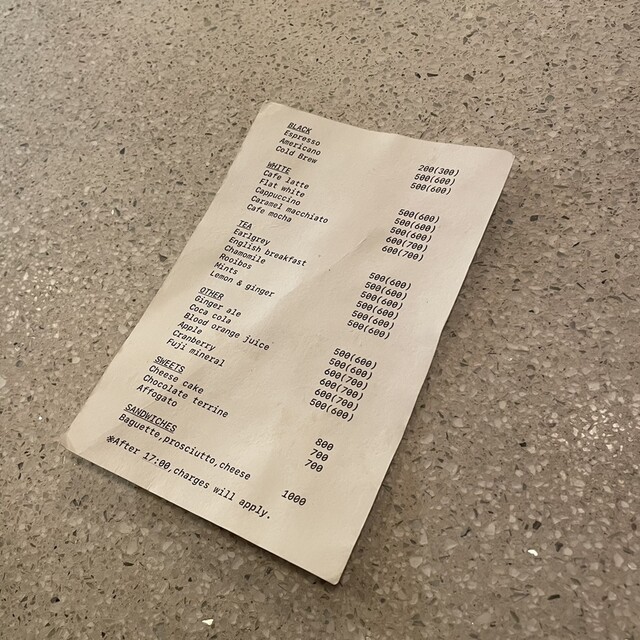 BLACK
Espresso 200(300)
Americano 500(600)
Cold Brew 500(600)
WHITE
Cafe latte 500(600)
Flat white 500(600)
Cappuccino 500(600)
Caramel macchiato 600(700)
Cafe mocha 600(700)
TEA
Earlgrey 500(600)
English breakfast 500(600)
Chamomile 500(600)
Rooibos 500(600)
Mints 500(600)
Lemon & ginger 500(600)
OTHER
Ginger ale 500(600)
Coca cola 500(600)
Blood orange juice 600(700)
Apple 600(700)
Cranberry 600(700)
Fuji mineral 500(600)
SWEETS
Cheese cake 800
Chocolate terrine 700
Affogato 700
SANDWICHES
Baguette,prosciutto,cheese 1000
※After 17:00,charges will apply.